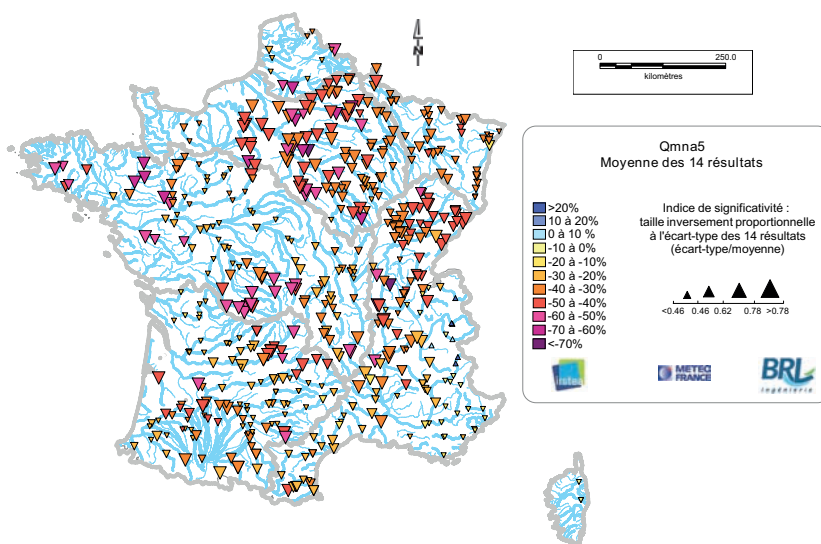 N
0 250.0
kilomètres
Qmna5
Moyenne des 14 résultats
>20%
10 à 20%
0 à 10 %
-10 à 0%
-20 à -10%
-30 à -20%
-40 à -30%
-50 à -40%
-60 à -50%
-70 à -60%
<-70%
Indice de significativité :
taille inversement proportionnelle
à l'écart-type des 14 résultats
(écart-type/moyenne)
<0.46 0.46 0.62 0.78 >0.78
irstea
METEO
FRANCE
BRL
ingénierie